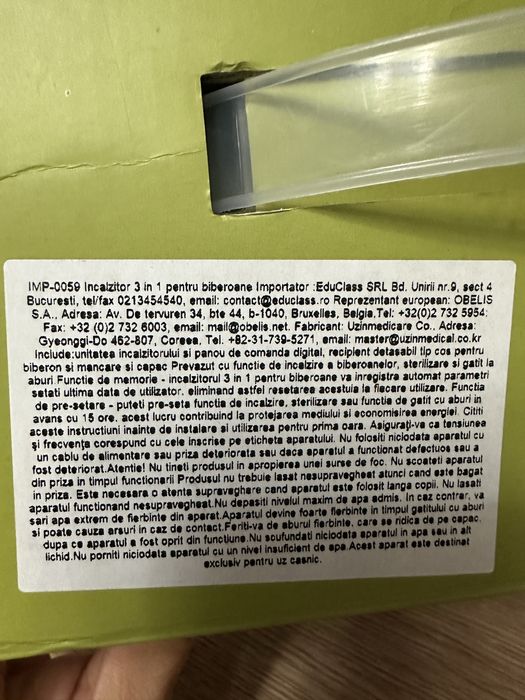 IMP-0059 Incalzitor 3 in 1 pentru biberoane Importator :EduClass SRL Bd. Unirii nr.9, sect 4
Bucuresti, tel/fax 0213454540, email: contact@educlass.ro Reprezentant european: OBELIS
S.A., Adresa: Av. De tervuren 34, bte 44, b-1040, Bruxelles, Belgia.Tel: +32(0)2 732 5954;
Fax: +32 (0)2 732 6003, email: mail@obelis.net. Fabricant: Uzinmedicare Co., Adresa:
Gyeonggi-Do 462-807, Coreea. Tel. +82-31-739-5271, email: master@uzinmedical.co.kr
Include:unitatea incalzitorului si panou de comanda digital, recipient detasabil tip cos pentru
biberon si mancare si capac Prevazut cu functie de incalzire a biberoanelor, sterilizare si gatit la
aburi Functie de memorie - incalzitorul 3 in 1 pentru biberoane va inregistra automat parametri
setati ultima data de utilizator, eliminand astfel resetarea acestuia la fiecare utilizare. Functia
de pre-setare - puteti pre-seta functia de incalzire, sterilizare sau functie de gatit cu aburi in
avans cu 15 ore, acest lucru contribuind la protejarea mediului si economisirea energiei. Cititi
aceste instructiuni inainte de instalare si utilizarea pentru prima oara. Asigurați-va ca tensiunea
și frecvența corespund cu cele inscrise pe eticheta aparatului. Nu folositi niciodata aparatul cu
un cablu de alimentare sau priza deteriorata sau daca aparatul a functionat defectuos sau a
fost deteriorat.Atentie! Nu tineti produsul in apropierea unei surse de foc. Nu scoateti aparatul
din priza in timpul functionarii Produsul nu trebuie lasat nesupravegheat atunci cand este bagat
in priza. Este necesara o atenta supraveghere cand aparatul este folosit langa copii. Nu lasati
aparatul functionand nesupravegheat.Nu depasiti nivelul maxim de apa admis. In caz contrar, va
sari apa extrem de fierbinte din aparat.Aparatul devine foarte fierbinte in timpul gatitului cu aburi
si poate cauza arsuri in caz de contact.Feriti-va de aburul fierbinte, care se ridica de pe capac,
dupa ce aparatul a fost oprit din funcțiune.Nu scufundati niciodata aparatul in apa sau in alt
lichid.Nu porniti niciodata aparatul cu un nivel insuficient de apa.Acest aparat este destinat
exclusiv pentru uz casnic.